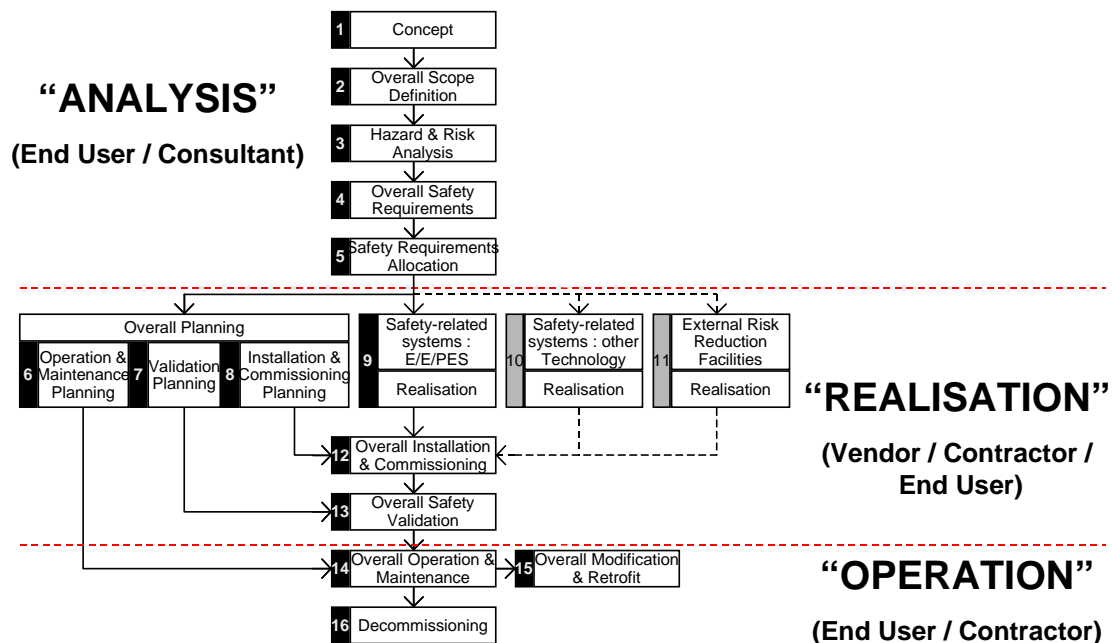 1
Concept
2
Overall Scope
Definition
“ANALYSIS”
(End User / Consultant)
3
Hazard & Risk
Analysis
4
Overall Safety
Requirements
5
Safety Requirements
Allocation
Overall Planning
6
Operation &
Maintenance
Planning
7
Validation
Planning
8
Installation &
Commissioning
Planning
9
Safety-related
systems :
E/E/PES
Realisation
10
Safety-related
systems : other
Technology
Realisation
11
External Risk
Reduction
Facilities
Realisation
“REALISATION”
(Vendor / Contractor /
End User)
12
Overall Installation
& Commissioning
13
Overall Safety
Validation
14
Overall Operation &
Maintenance
15
Overall Modification
& Retrofit
“OPERATION”
(End User / Contractor)
16
Decommissioning